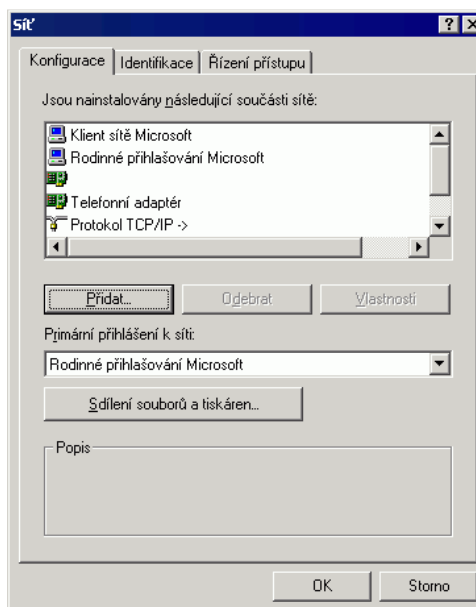 Síť
Konfigurace Identifikace Řízení přístupu
Jsou nainstalovány následující součásti sítě:
Klient sítě Microsoft
Rodinné přihlašování Microsoft
Telefonní adaptér
Protokol TCP/IP ->
Přidat... Odebrat Vlastnosti
Primární přihlášení k síti:
Rodinné přihlašování Microsoft
Sdílení souborů a tiskáren...
Popis
OK Storno